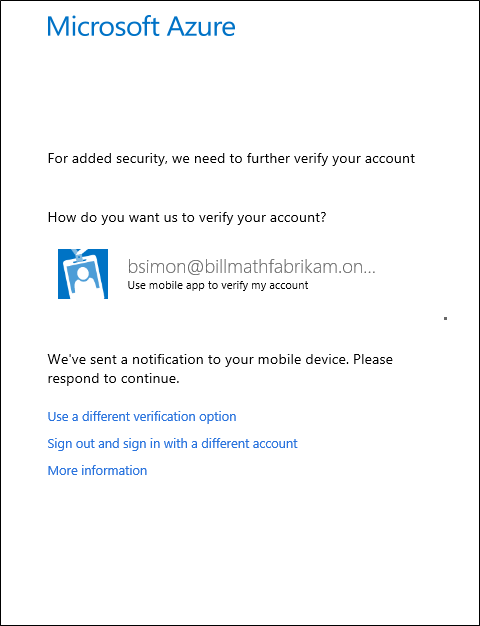 Microsoft Azure
For added security, we need to further verify your account
How do you want us to verify your account?
bsimon@billmathfabrikam.on...
Use mobile app to verify my account
We've sent a notification to your mobile device. Please
respond to continue.
Use a different verification option
Sign out and sign in with a different account
More information